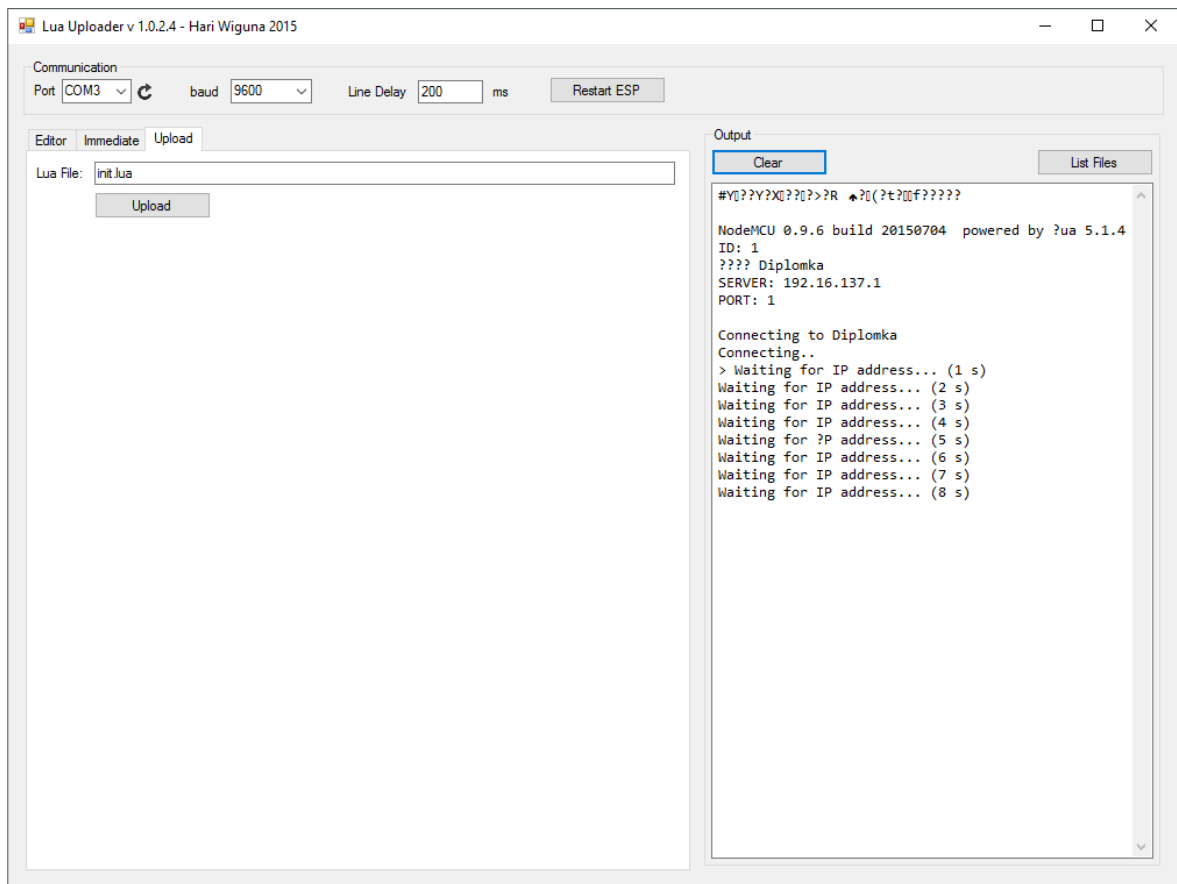 Lua Uploader v 1.0.2.4 - Hari Wiguna 2015
Communication
Port COM3 baud 9600 Line Delay 200 ms Restart ESP
Editor Immediate Upload
Lua File: init.lua
Upload
Output
Clear List Files
NodeMCU 0.9.6 build 20150704  powered by ?ua 5.1.4
ID: 1
???? Diplomka
SERVER: 192.16.137.1
PORT: 1
Connecting to Diplomka
Connecting..
> Waiting for IP address... (1 s)
Waiting for IP address... (2 s)
Waiting for IP address... (3 s)
Waiting for IP address... (4 s)
Waiting for ?P address... (5 s)
Waiting for IP address... (6 s)
Waiting for IP address... (7 s)
Waiting for IP address... (8 s)